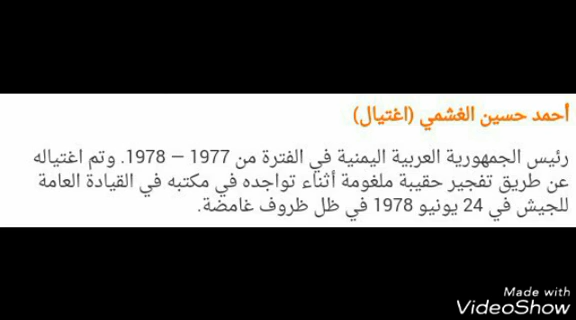 أحمد حسين الغشمي (اغتيال)
رئيس الجمهورية العربية اليمنية في الفترة من 1977 – 1978. وتم اغتياله
عن طريق تفجير حقيبة ملغومة أثناء تواجده في مكتبه في القيادة العامة
للجيش في 24 يونيو 1978 في ظل ظروف غامضة.
Made with
VideoShow